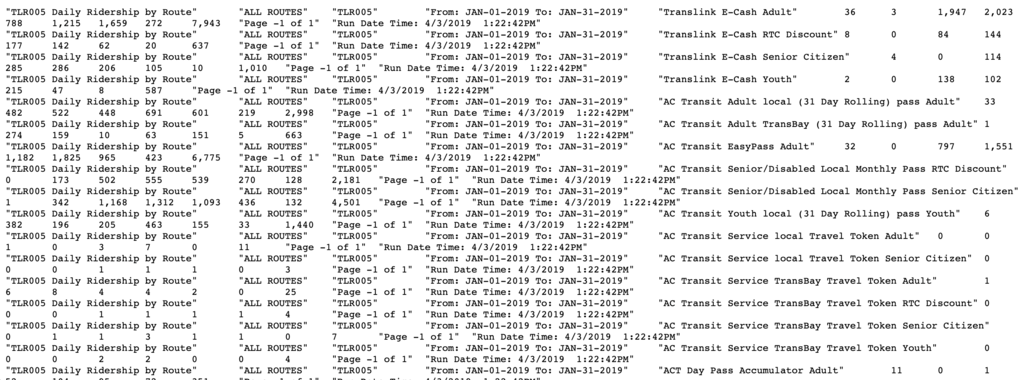 "TLR005 Daily Ridership by Route" "ALL ROUTES" "TLR005" "From: JAN-01-2019 To: JAN-31-2019" "Translink E-Cash Adult" 36 3 1,947 2,023
788 1,215 1,659 272 7,943 "Page -1 of 1" "Run Date Time: 4/3/2019 1:22:42PM"
"TLR005 Daily Ridership by Route" "ALL ROUTES" "TLR005" "From: JAN-01-2019 To: JAN-31-2019" "Translink E-Cash RTC Discount" 8 0 84 144
177 142 62 20 637 "Page -1 of 1" "Run Date Time: 4/3/2019 1:22:42PM"
"TLR005 Daily Ridership by Route" "ALL ROUTES" "TLR005" "From: JAN-01-2019 To: JAN-31-2019" "Translink E-Cash Senior Citizen" 4 0 114
285 286 206 105 10 1,010 "Page -1 of 1" "Run Date Time: 4/3/2019 1:22:42PM"
"TLR005 Daily Ridership by Route" "ALL ROUTES" "TLR005" "From: JAN-01-2019 To: JAN-31-2019" "Translink E-Cash Youth" 2 0 138 102
215 47 8 587 "Page -1 of 1" "Run Date Time: 4/3/2019 1:22:42PM"
"TLR005 Daily Ridership by Route" "ALL ROUTES" "TLR005" "From: JAN-01-2019 To: JAN-31-2019" "AC Transit Adult local (31 Day Rolling) pass Adult" 33
482 522 448 691 601 219 2,998 "Page -1 of 1" "Run Date Time: 4/3/2019 1:22:42PM"
"TLR005 Daily Ridership by Route" "ALL ROUTES" "TLR005" "From: JAN-01-2019 To: JAN-31-2019" "AC Transit Adult TransBay (31 Day Rolling) pass Adult" 1
274 159 10 63 151 5 663 "Page -1 of 1" "Run Date Time: 4/3/2019 1:22:42PM"
"TLR005 Daily Ridership by Route" "ALL ROUTES" "TLR005" "From: JAN-01-2019 To: JAN-31-2019" "AC Transit EasyPass Adult" 32 0 797 1,551
1,182 1,825 965 423 6,775 "Page -1 of 1" "Run Date Time: 4/3/2019 1:22:42PM"
"TLR005 Daily Ridership by Route" "ALL ROUTES" "TLR005" "From: JAN-01-2019 To: JAN-31-2019" "AC Transit Senior/Disabled Local Monthly Pass RTC Discount"
0 173 502 555 539 270 128 2,181 "Page -1 of 1" "Run Date Time: 4/3/2019 1:22:42PM"
"TLR005 Daily Ridership by Route" "ALL ROUTES" "TLR005" "From: JAN-01-2019 To: JAN-31-2019" "AC Transit Senior/Disabled Local Monthly Pass Senior Citizen"
1 342 1,168 1,312 1,093 436 132 4,501 "Page -1 of 1" "Run Date Time: 4/3/2019 1:22:42PM"
"TLR005 Daily Ridership by Route" "ALL ROUTES" "TLR005" "From: JAN-01-2019 To: JAN-31-2019" "AC Transit Youth local (31 Day Rolling) pass Youth" 6
382 196 205 463 155 33 1,440 "Page -1 of 1" "Run Date Time: 4/3/2019 1:22:42PM"
"TLR005 Daily Ridership by Route" "ALL ROUTES" "TLR005" "From: JAN-01-2019 To: JAN-31-2019" "AC Transit Service local Travel Token Adult" 0 0
1 0 3 7 0 11 "Page -1 of 1" "Run Date Time: 4/3/2019 1:22:42PM"
"TLR005 Daily Ridership by Route" "ALL ROUTES" "TLR005" "From: JAN-01-2019 To: JAN-31-2019" "AC Transit Service local Travel Token Senior Citizen" 0
0 0 1 1 1 0 3 "Page -1 of 1" "Run Date Time: 4/3/2019 1:22:42PM"
"TLR005 Daily Ridership by Route" "ALL ROUTES" "TLR005" "From: JAN-01-2019 To: JAN-31-2019" "AC Transit Service TransBay Travel Token Adult" 1
6 8 4 4 2 0 25 "Page -1 of 1" "Run Date Time: 4/3/2019 1:22:42PM"
"TLR005 Daily Ridership by Route" "ALL ROUTES" "TLR005" "From: JAN-01-2019 To: JAN-31-2019" "AC Transit Service TransBay Travel Token RTC Discount" 0
0 0 1 1 1 1 4 "Page -1 of 1" "Run Date Time: 4/3/2019 1:22:42PM"
"TLR005 Daily Ridership by Route" "ALL ROUTES" "TLR005" "From: JAN-01-2019 To: JAN-31-2019" "AC Transit Service TransBay Travel Token Senior Citizen"
0 1 1 3 1 1 0 7 "Page -1 of 1" "Run Date Time: 4/3/2019 1:22:42PM"
"TLR005 Daily Ridership by Route" "ALL ROUTES" "TLR005" "From: JAN-01-2019 To: JAN-31-2019" "AC Transit Service TransBay Travel Token Youth" 0
0 0 2 2 0 0 4 "Page -1 of 1" "Run Date Time: 4/3/2019 1:22:42PM"
"TLR005 Daily Ridership by Route" "ALL ROUTES" "TLR005" "From: JAN-01-2019 To: JAN-31-2019" "ACT Day Pass Accumulator Adult" 11 0 1